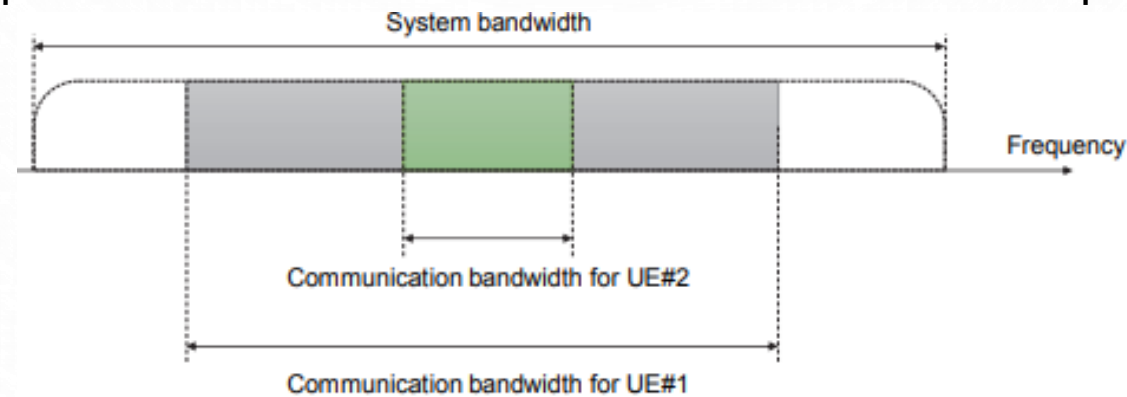 System bandwidth
Frequency
Communication bandwidth for UE#2
Communication bandwidth for UE#1